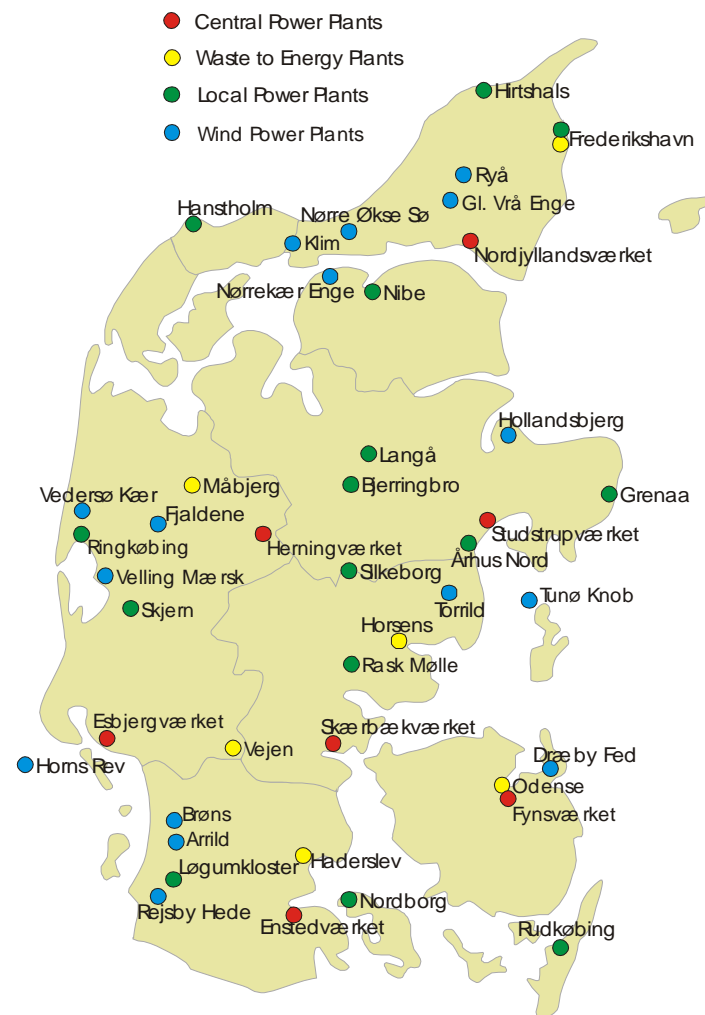 Central Power Plants
Waste to Energy Plants
Local Power Plants
Wind Power Plants
Hirtshals
Frederikshavn
Ryå
Gl. Vrå Enge
Hanstholm
Nørre Økse Sø
Klim
Nordjyllandsværket
Nørrekær Enge
Nibe
Hollandsbjerg
Langå
Måbjerg
Bjerringbro
Grenaa
Vedersø Kær
Fjaldene
Studstrupværket
Ringkøbing
Herningværket
Århus Nord
Velling Mærsk
Silkeborg
Torrild
Tunø Knob
Skjern
Horsens
Rask Mølle
Esbjergværket
Skærbækværket
Vejen
Horns Rev
Dræby Fed
Odense
Fynsværket
Brøns
Arrild
Løgumkloster
Haderslev
Rejsby Hede
Nordborg
Enstedværket
Rudkøbing